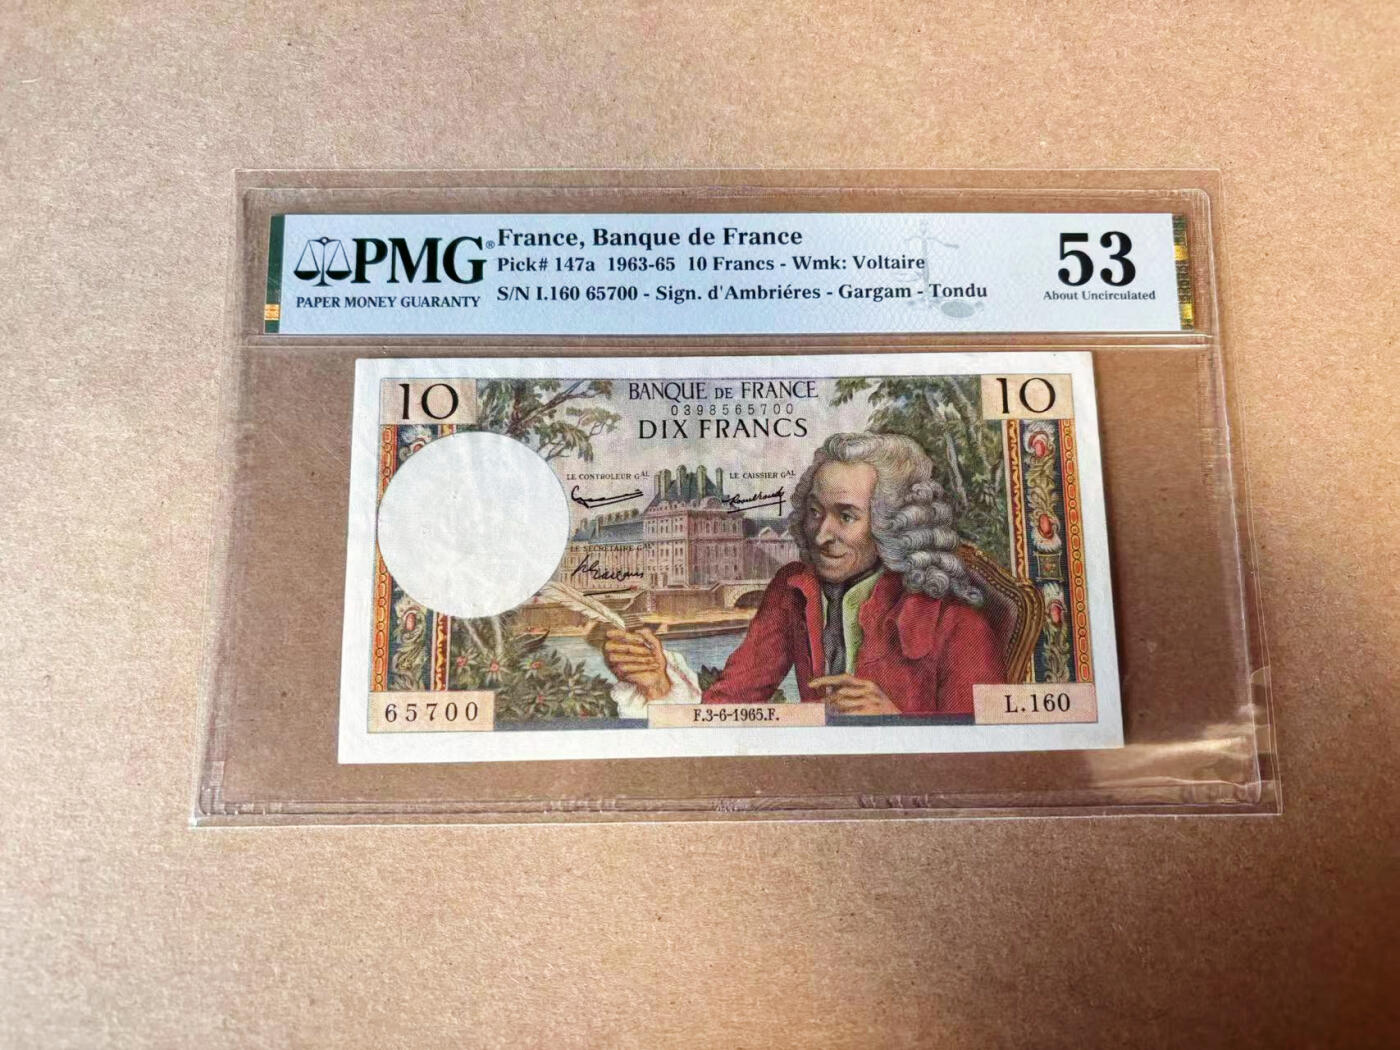 PMG®
PAPER MONEY GUARANTY
France, Banque de France
Pick# 147a 1963-65 10 Francs - Wmk: Voltaire
S/N I.160 65700 - Sign. d'Ambriéres - Gargam - Tondu
53
About Uncirculated
10
BANQUE DE FRANCE
10
0398565700
DIX FRANCS
LE CONTROLEUR GAL
LE CAISSIER GAL
LE SECRETAIRE GAL
65700
F.3-6-1965.F.
L.160